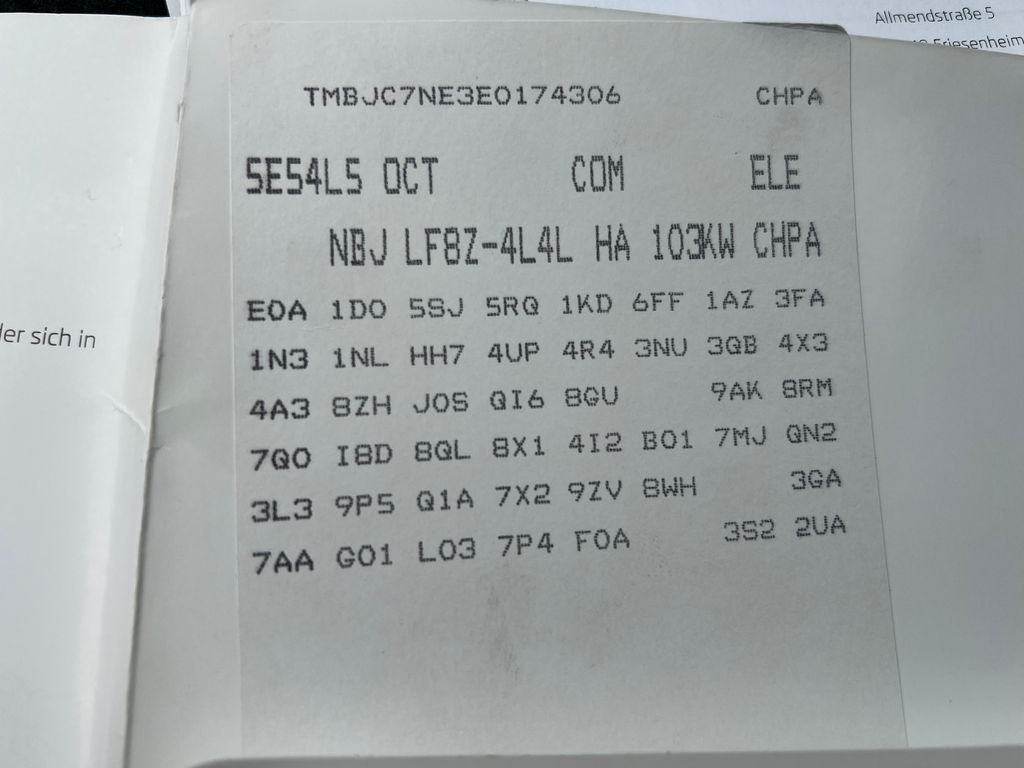 Allmendstraße 5
Friesenheim
TMBJC7NE3E0174306 CHPA
5E54L5 OCT COM ELE
NBJ LF8Z-4L4L HA 103KW CHPA
E0A 1D0 5SJ 5RQ 1KD 6FF 1AZ 3FA
1N3 1NL HH7 4UP 4R4 3NU 3QB 4X3
4A3 8ZH J0S QI6 8GU 9AK 8RM
7Q0 I8D 8QL 8X1 4I2 B01 7MJ QN2
3L3 9P5 Q1A 7X2 9ZV 8WH 3GA
7AA G01 L03 7P4 F0A 3S2 2UA
der sich in